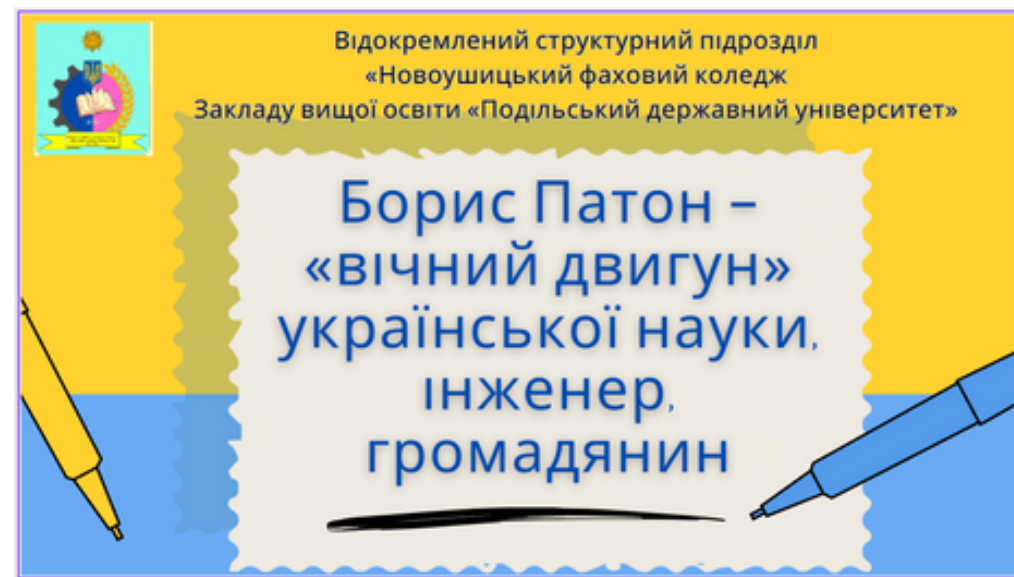 Відокремлений структурний підрозділ
«Новоушицький фаховий коледж
Закладу вищої освіти «Подільський державний університет»
Борис Патон –
«вічний двигун»
української науки,
інженер,
громадянин